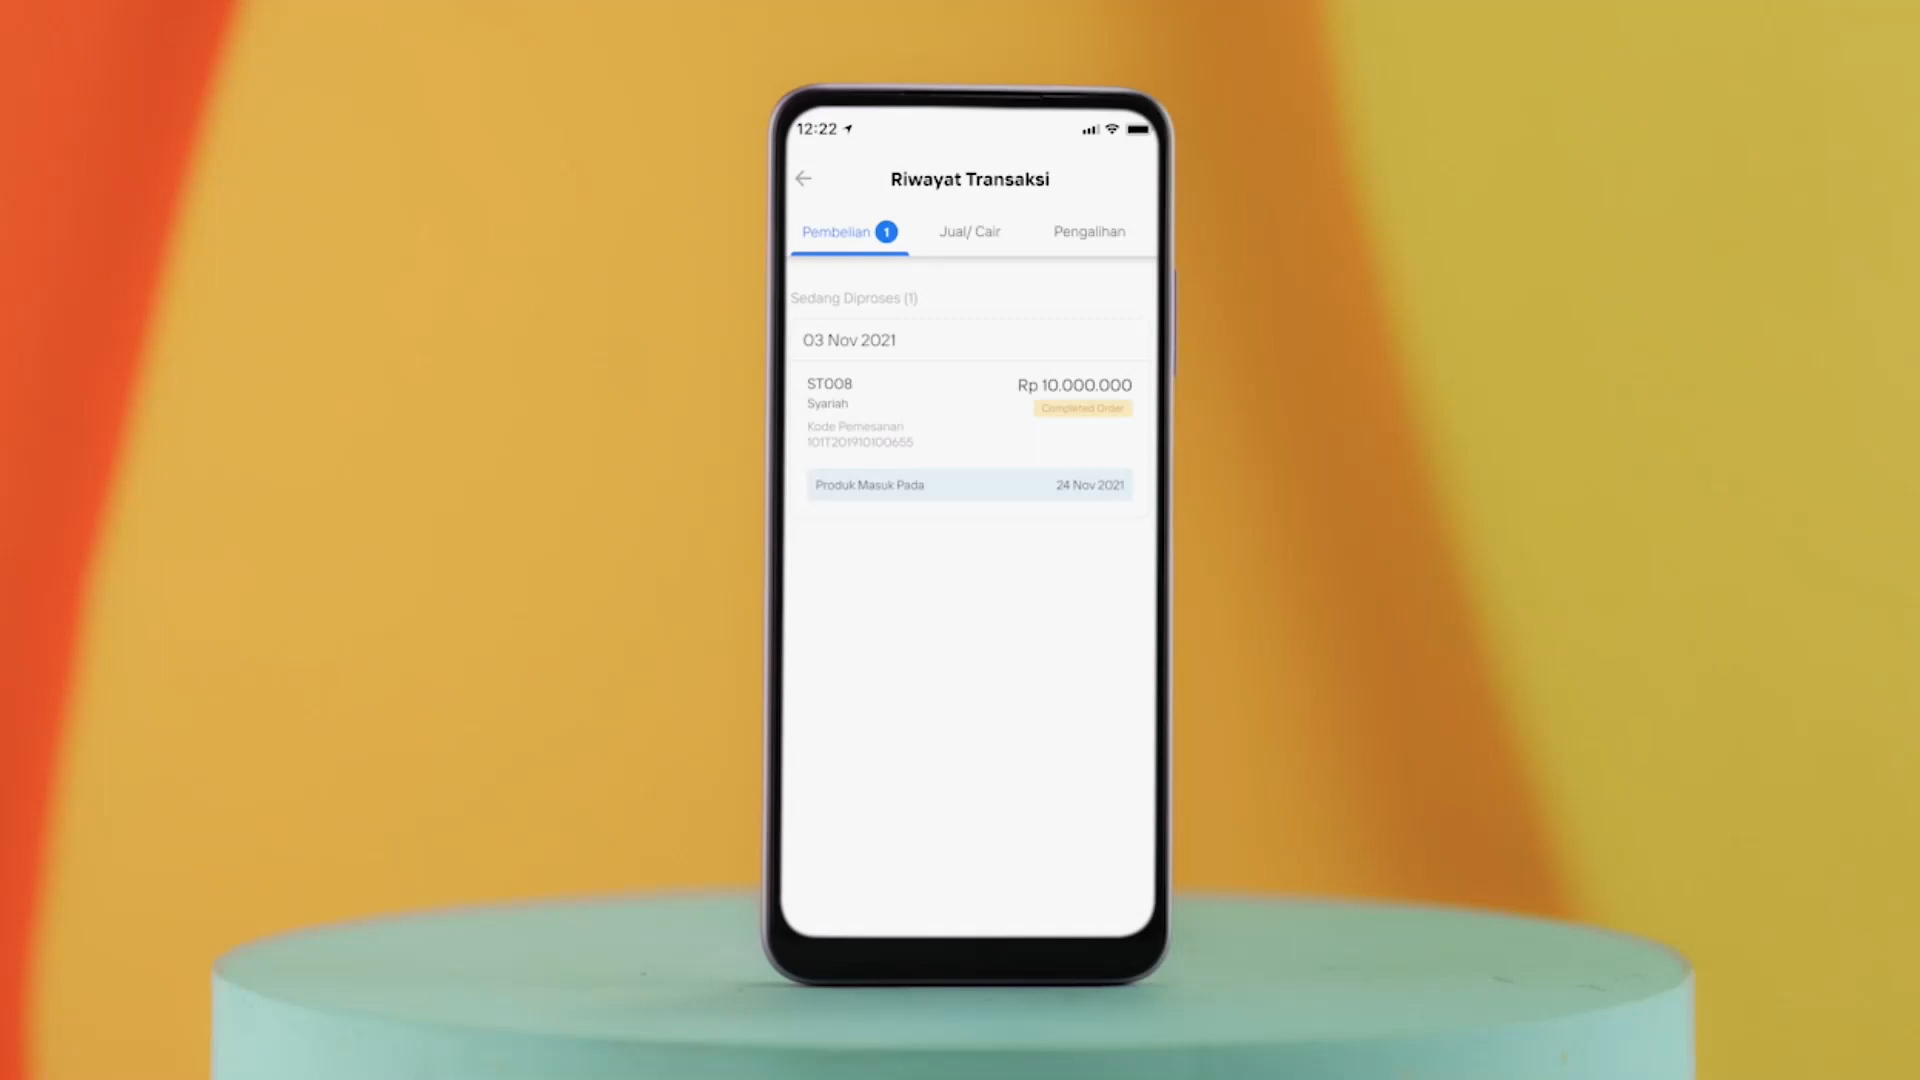 12:22
Riwayat Transaksi
Pembelian 1 Jual/ Cair Pengalihan
Sedang Diproses (1)
03 Nov 2021
ST008 Rp 10.000.000
Syariah Completed Order
Kode Pemesanan
101T201910100655
Produk Masuk Pada 24 Nov 2021